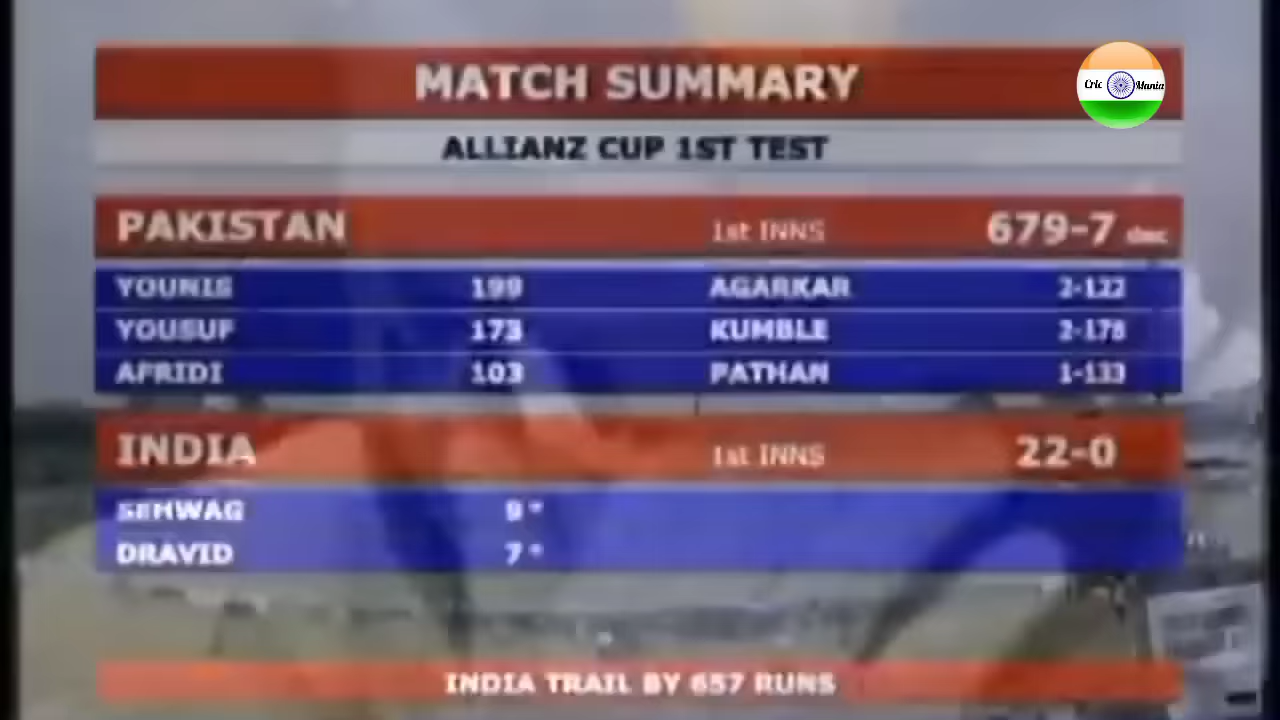 MATCH SUMMARY
Cric Mania
ALLIANZ CUP 1ST TEST
PAKISTAN 1st INNS 679-7 dec
YOUNIS 199 AGARKAR 2-122
YOUSUF 173 KUMBLE 2-178
AFRIDI 103 PATHAN 1-133
INDIA 1st INNS 22-0
SEHWAG 9*
DRAVID 7*
INDIA TRAIL BY 657 RUNS